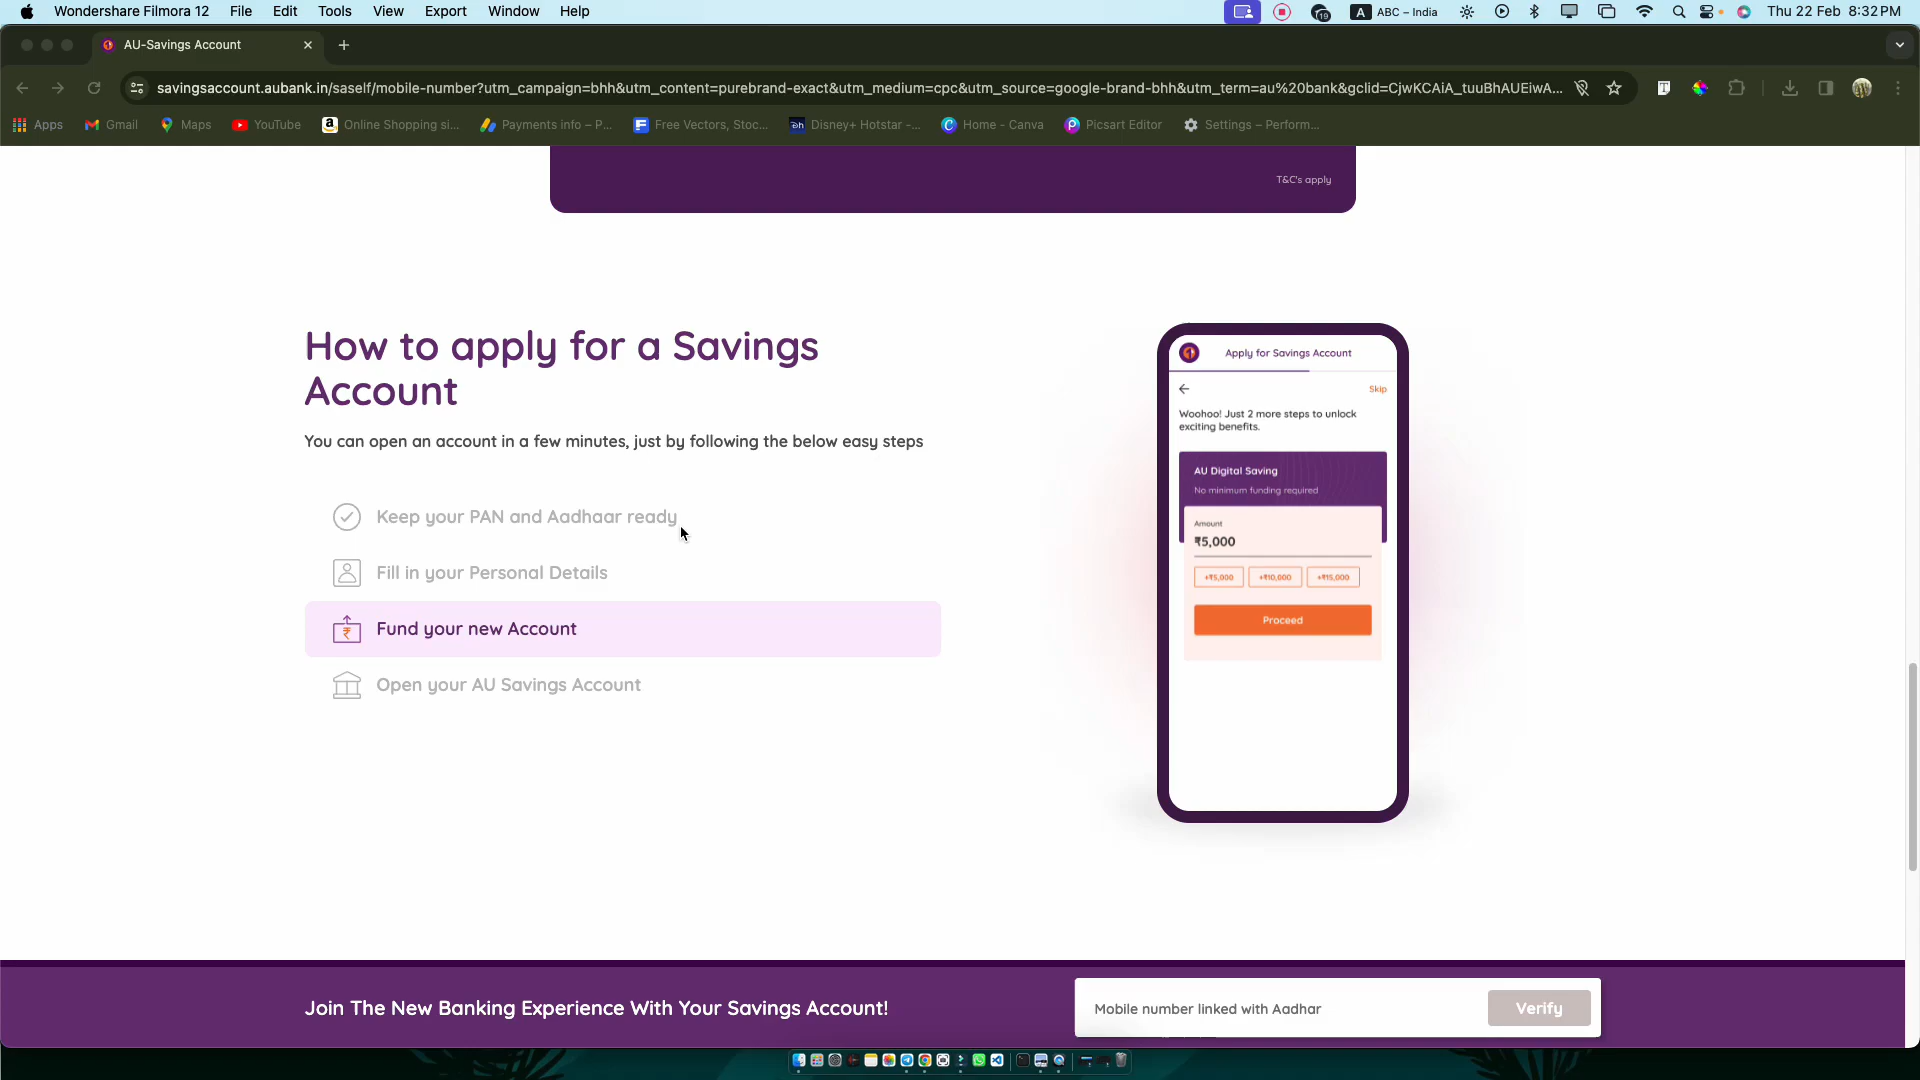 Wondershare Filmora 12 File Edit Tools View Export Window Help
19 A ABC – India Thu 22 Feb 8:32 PM
AU-Savings Account
savingsaccount.aubank.in/saself/mobile-number?utm_campaign=bhh&utm_content=purebrand-exact&utm_medium=cpc&utm_source=google-brand-bhh&utm_term=au%20bank&gclid=CjwKCAiA_tuuBhAUEiwA...
Apps Gmail Maps YouTube Online Shopping si... Payments info – P... Free Vectors, Stoc... Disney+ Hotstar -... Home - Canva Picsart Editor Settings – Perform...
T&C's apply
How to apply for a Savings
Account
You can open an account in a few minutes, just by following the below easy steps
Keep your PAN and Aadhaar ready
Fill in your Personal Details
Fund your new Account
Open your AU Savings Account
Apply for Savings Account
Skip
Woohoo! Just 2 more steps to unlock
exciting benefits.
AU Digital Saving
No minimum funding required
Amount
₹5,000
+₹5,000 +₹10,000 +₹15,000
Proceed
Join The New Banking Experience With Your Savings Account!
Mobile number linked with Aadhar
Verify